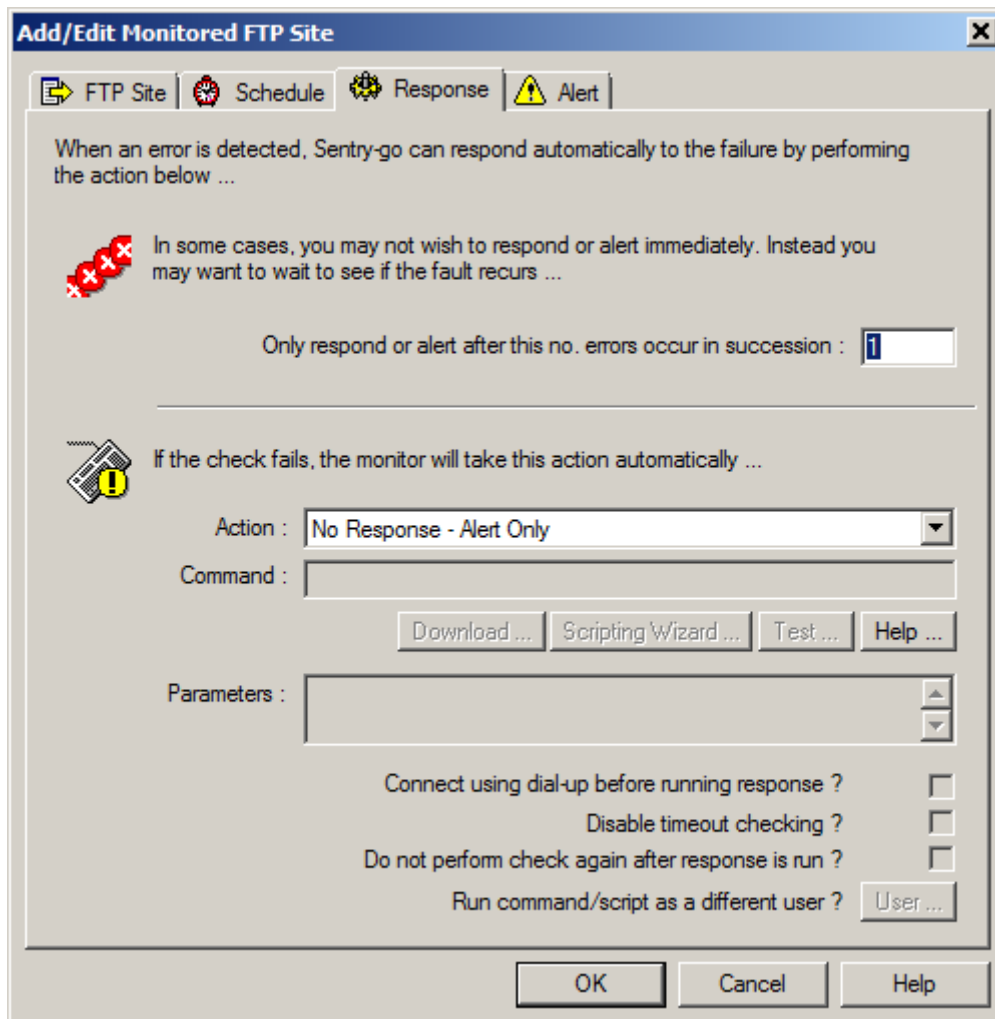 Add/Edit Monitored FTP Site
FTP Site Schedule Response Alert
When an error is detected, Sentry-go can respond automatically to the failure by performing
the action below ...
In some cases, you may not wish to respond or alert immediately. Instead you
may want to wait to see if the fault recurs ...
Only respond or alert after this no. errors occur in succession : 1
If the check fails, the monitor will take this action automatically ...
Action : No Response - Alert Only
Command :
Download ... Scripting Wizard ... Test ... Help ...
Parameters :
Connect using dial-up before running response ?
Disable timeout checking ?
Do not perform check again after response is run ?
Run command/script as a different user ? User ...
OK Cancel Help